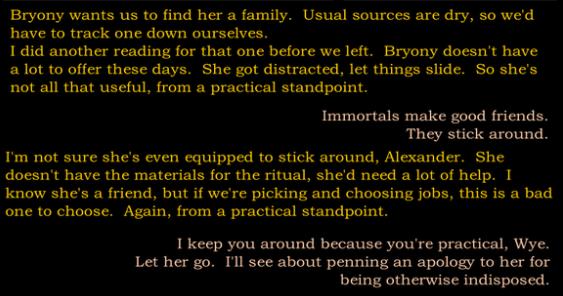 Bryony wants us to find her a family.  Usual sources are dry, so we'd
have to track one down ourselves.
I did another reading for that one before we left.  Bryony doesn't have
a lot to offer these days.  She got distracted, let things slide.  So she's
not all that useful, from a practical standpoint.
Immortals make good friends.
They stick around.
I'm not sure she's even equipped to stick around, Alexander.  She
doesn't have the materials for the ritual, she'd need a lot of help.  I
know she's a friend, but if we're picking and choosing jobs, this is a bad
one to choose.  Again, from a practical standpoint.
I keep you around because you're practical, Wye.
Let her go.  I'll see about penning an apology to her for
being otherwise indisposed.